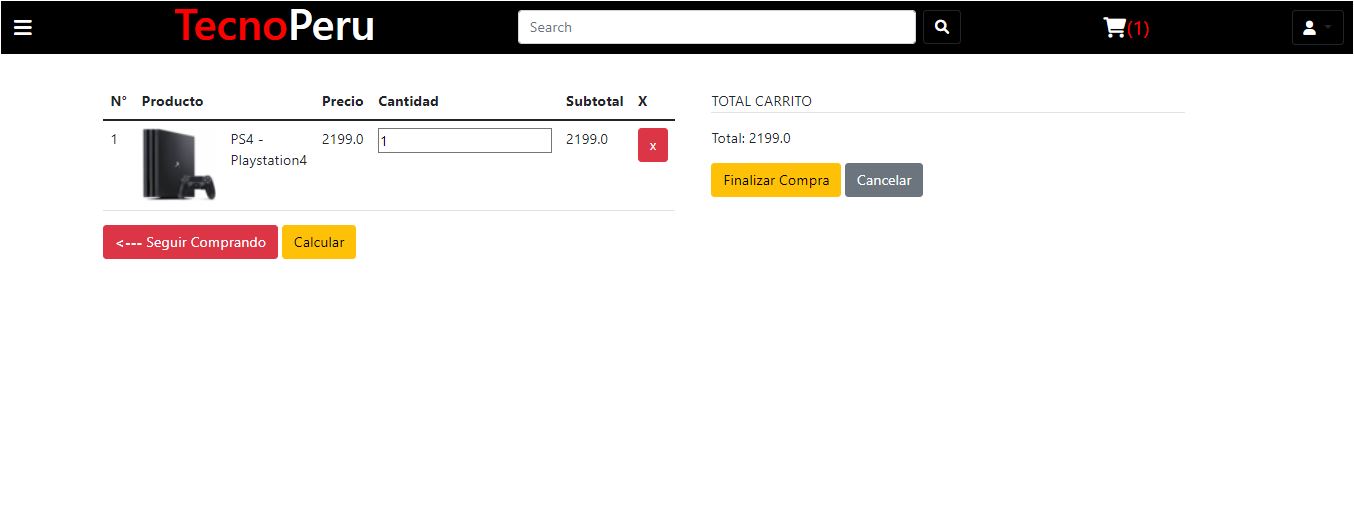 TecnoPeru
Search
(1)
N° Producto Precio Cantidad Subtotal X
1 PS4 - 2199.0 1 2199.0 x
Playstation4
<--- Seguir Comprando Calcular
TOTAL CARRITO
Total: 2199.0
Finalizar Compra Cancelar